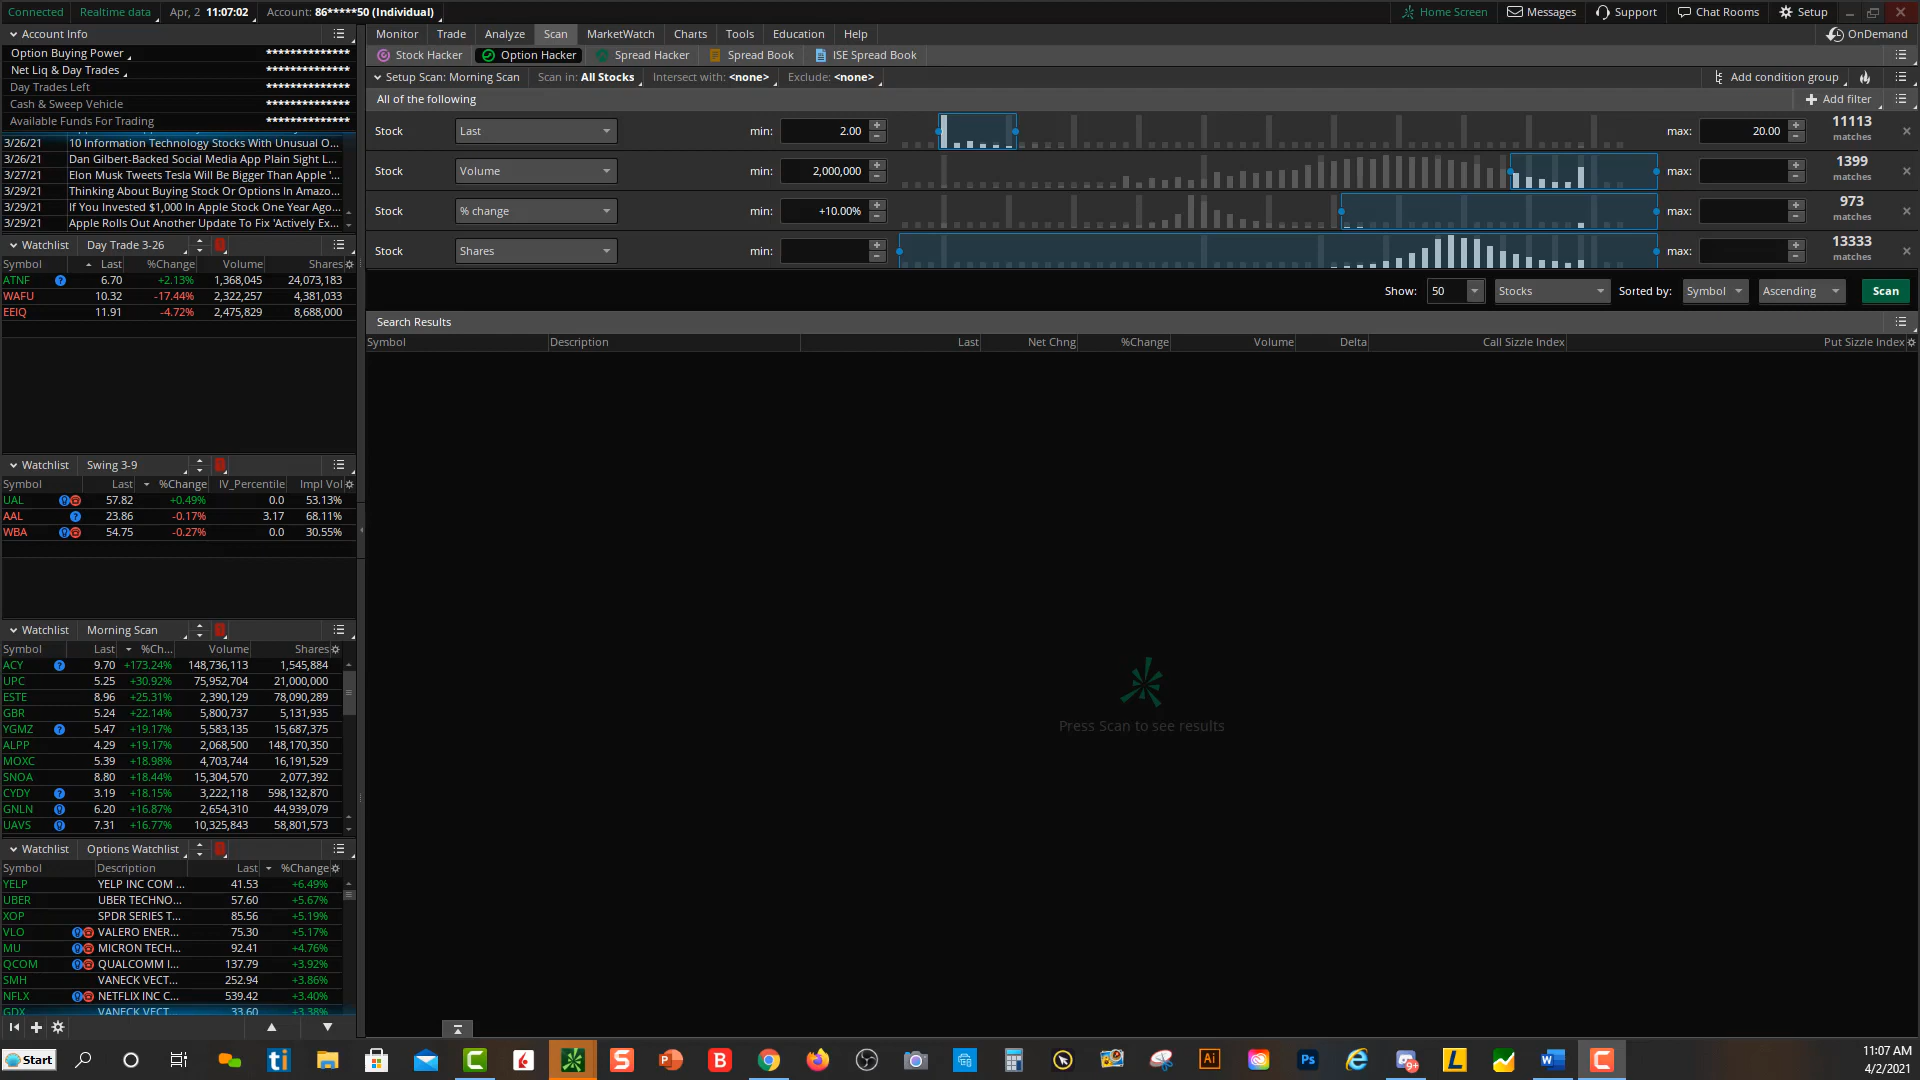 Connected Realtime data Apr, 2 11:07:02 Account: 86*****50 (Individual) Home Screen Messages Support Chat Rooms Setup
Account Info
Option Buying Power **************
Net Liq & Day Trades **************
Day Trades Left **************
Cash & Sweep Vehicle **************
Available Funds For Trading **************
3/26/21 10 Information Technology Stocks With Unusual O...
3/26/21 Dan Gilbert-Backed Social Media App Plain Sight L...
3/27/21 Elon Musk Tweets Tesla Will Be Bigger Than Apple '...
3/29/21 Thinking About Buying Stock Or Options In Amazo...
3/29/21 If You Invested $1,000 In Apple Stock One Year Ago...
3/29/21 Apple Rolls Out Another Update To Fix 'Actively Ex...
Watchlist Day Trade 3-26
Symbol Last %Change Volume Shares
ATNF 6.70 +2.13% 1,368,045 24,073,183
WAFU 10.32 -17.44% 2,322,257 4,381,033
EEIQ 11.91 -4.72% 2,475,829 8,688,000
Watchlist Swing 3-9
Symbol Last %Change IV_Percentile Impl Vol
UAL 57.82 +0.49% 0.0 53.13%
AAL 23.86 -0.17% 3.17 68.11%
WBA 54.75 -0.27% 0.0 30.55%
Watchlist Morning Scan
Symbol Last %Ch... Volume Shares
ACY 9.70 +173.24% 148,736,113 1,545,884
UPC 5.25 +30.92% 75,952,704 21,000,000
ESTE 8.96 +25.31% 2,390,129 78,090,289
GBR 5.24 +22.14% 5,800,737 5,131,935
YGMZ 5.47 +19.17% 5,583,135 15,687,375
ALPP 4.29 +19.17% 2,068,500 148,170,350
MOXC 5.39 +18.98% 4,703,744 16,191,529
SNOA 8.80 +18.44% 15,304,570 2,077,392
CYDY 3.19 +18.15% 3,222,118 598,132,870
GNLN 6.20 +16.87% 2,654,310 44,939,079
UAVS 7.31 +16.77% 10,325,843 58,801,573
Watchlist Options Watchlist
Symbol Description Last %Change
YELP YELP INC COM ... 41.53 +6.49%
UBER UBER TECHNO... 57.60 +5.67%
XOP SPDR SERIES T... 85.56 +5.19%
VLO VALERO ENER... 75.30 +5.17%
MU MICRON TECH... 92.41 +4.76%
QCOM QUALCOMM I... 137.79 +3.92%
SMH VANECK VECT... 252.94 +3.86%
NFLX NETFLIX INC C... 539.42 +3.40%
GDX VANECK VECT... 33.60 +3.38%
Monitor Trade Analyze Scan MarketWatch Charts Tools Education Help OnDemand
Stock Hacker Option Hacker Spread Hacker Spread Book ISE Spread Book
Setup Scan: Morning Scan Scan in: All Stocks Intersect with: <none> Exclude: <none> Add condition group
All of the following Add filter
Stock Last min: 2.00 max: 20.00 11113 matches
Stock Volume min: 2,000,000 max: 1399 matches
Stock % change min: +10.00% max: 973 matches
Stock Shares min: max: 13333 matches
Show: 50 Stocks Sorted by: Symbol Ascending Scan
Search Results
Symbol Description Last Net Chng %Change Volume Delta Call Sizzle Index Put Sizzle Index
Press Scan to see results
Start 11:07 AM
4/2/2021